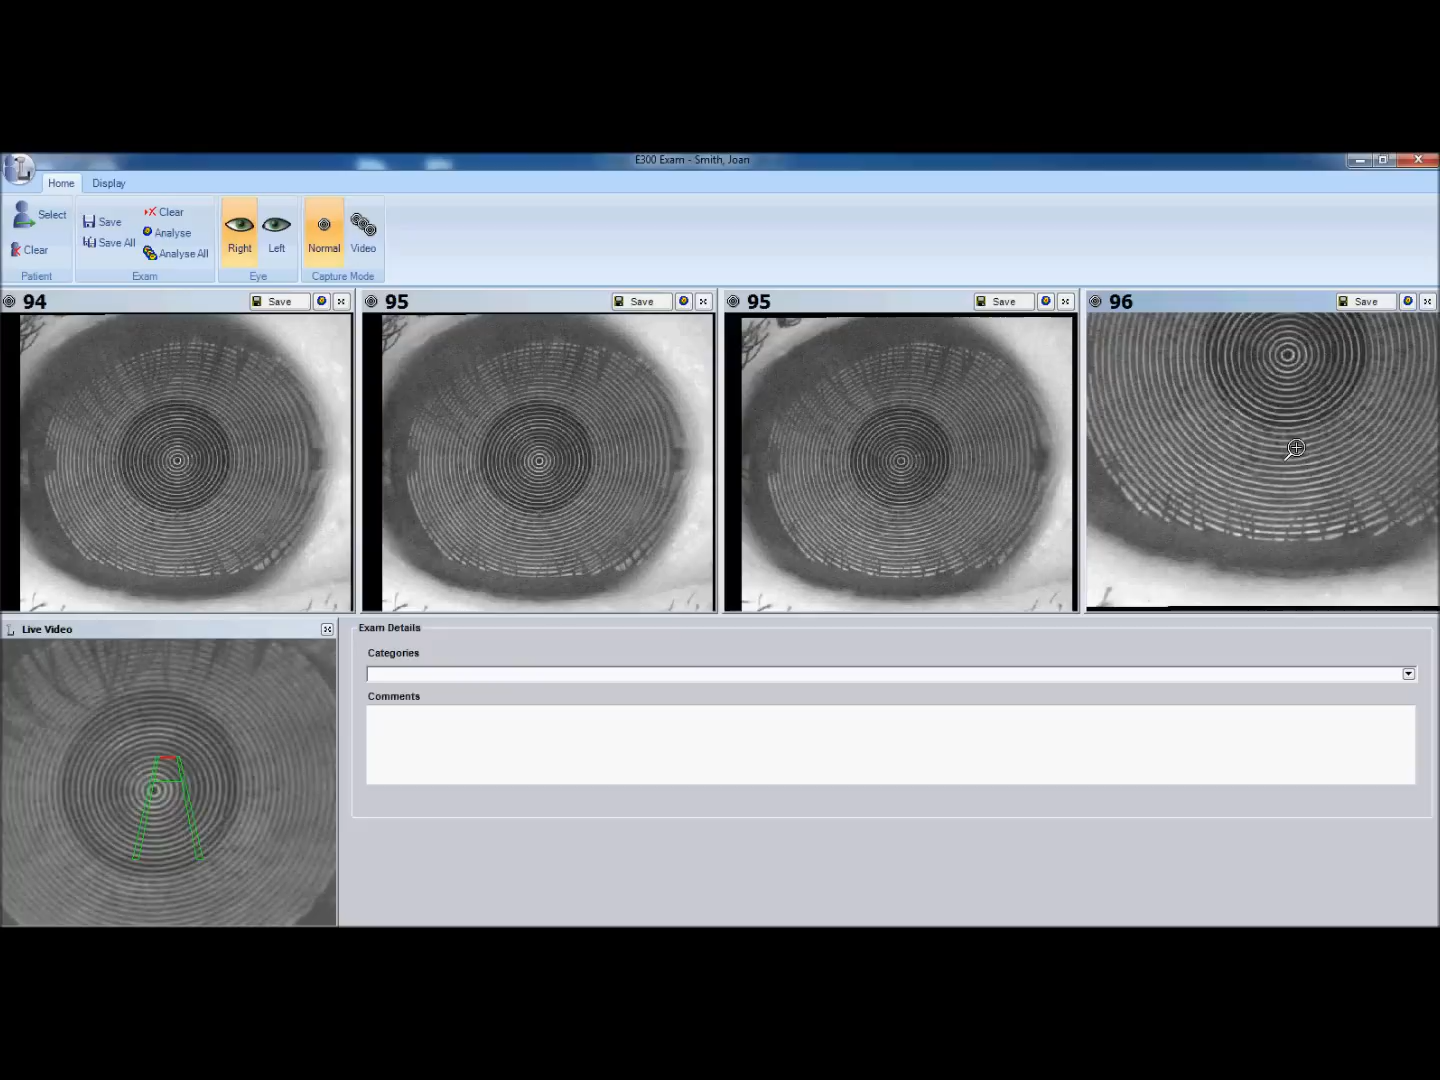 E300 Exam - Smith, Joan
Home Display
Select
Clear
Patient
Save
Save All
Clear
Analyse
Analyse All
Exam
Right Left
Eye
Normal Video
Capture Mode
94 Save
95 Save
95 Save
96 Save
Live Video
Exam Details
Categories
Comments